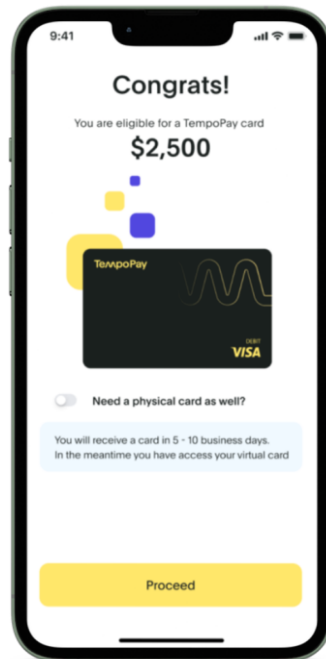 9:41
Congrats!
You are eligible for a TempoPay card
$2,500
TempoPay
DEBIT
VISA
Need a physical card as well?
You will receive a card in 5 - 10 business days.
In the meantime you have access your virtual card
Proceed